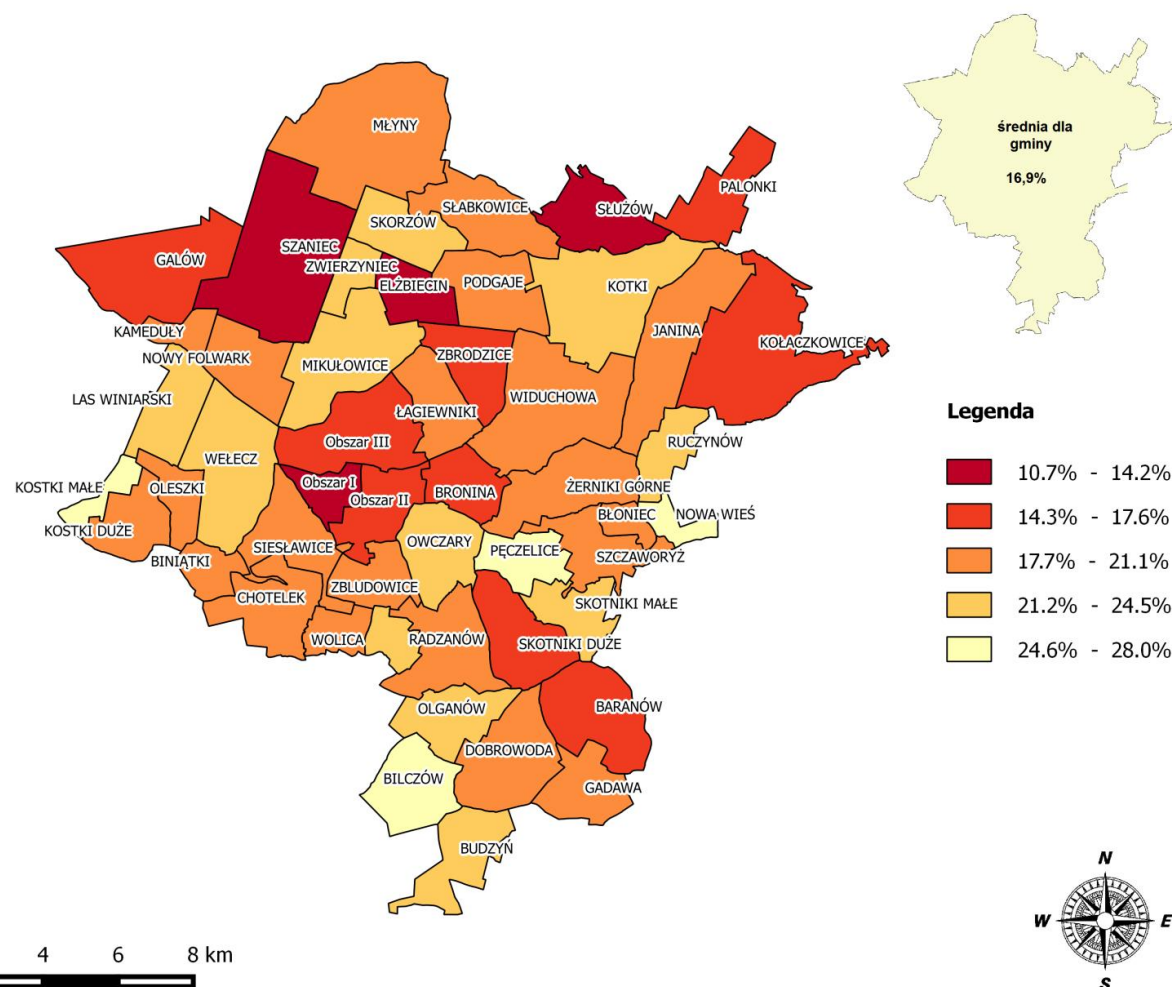 średnia dla
gminy
16,9%
MŁYNY
PALONKI
SŁABKOWICE
SŁUŻÓW
SKORZÓW
SZANIEC
GALÓW
ZWIERZYNIEC
ELŻBIECIN
PODGAJE
KOTKI
KAMEDUŁY
JANINA
KOŁACZKOWICE
NOWY FOLWARK
MIKUŁOWICE
ZBRODZICE
WIDUCHOWA
LAS WINIARSKI
ŁAGIEWNIKI
Obszar III
RUCZYNÓW
WEŁECZ
KOSTKI MAŁE
OLESZKI
Obszar I
Obszar II
BRONINA
ŻERNIKI GÓRNE
KOSTKI DUŻE
BŁONIEC
NOWA WIEŚ
SIESŁAWICE
OWCZARY
PĘCZELICE
SZCZAWORYŻ
BINIĄTKI
ZBLUDOWICE
CHOTELEK
SKOTNIKI MAŁE
WOLICA
RADZANÓW
SKOTNIKI DUŻE
OLGANÓW
BARANÓW
DOBROWODA
BILCZÓW
GADAWA
BUDZYŃ
Legenda
10.7% - 14.2%
14.3% - 17.6%
17.7% - 21.1%
21.2% - 24.5%
24.6% - 28.0%
N
W E
S
4 6 8 km